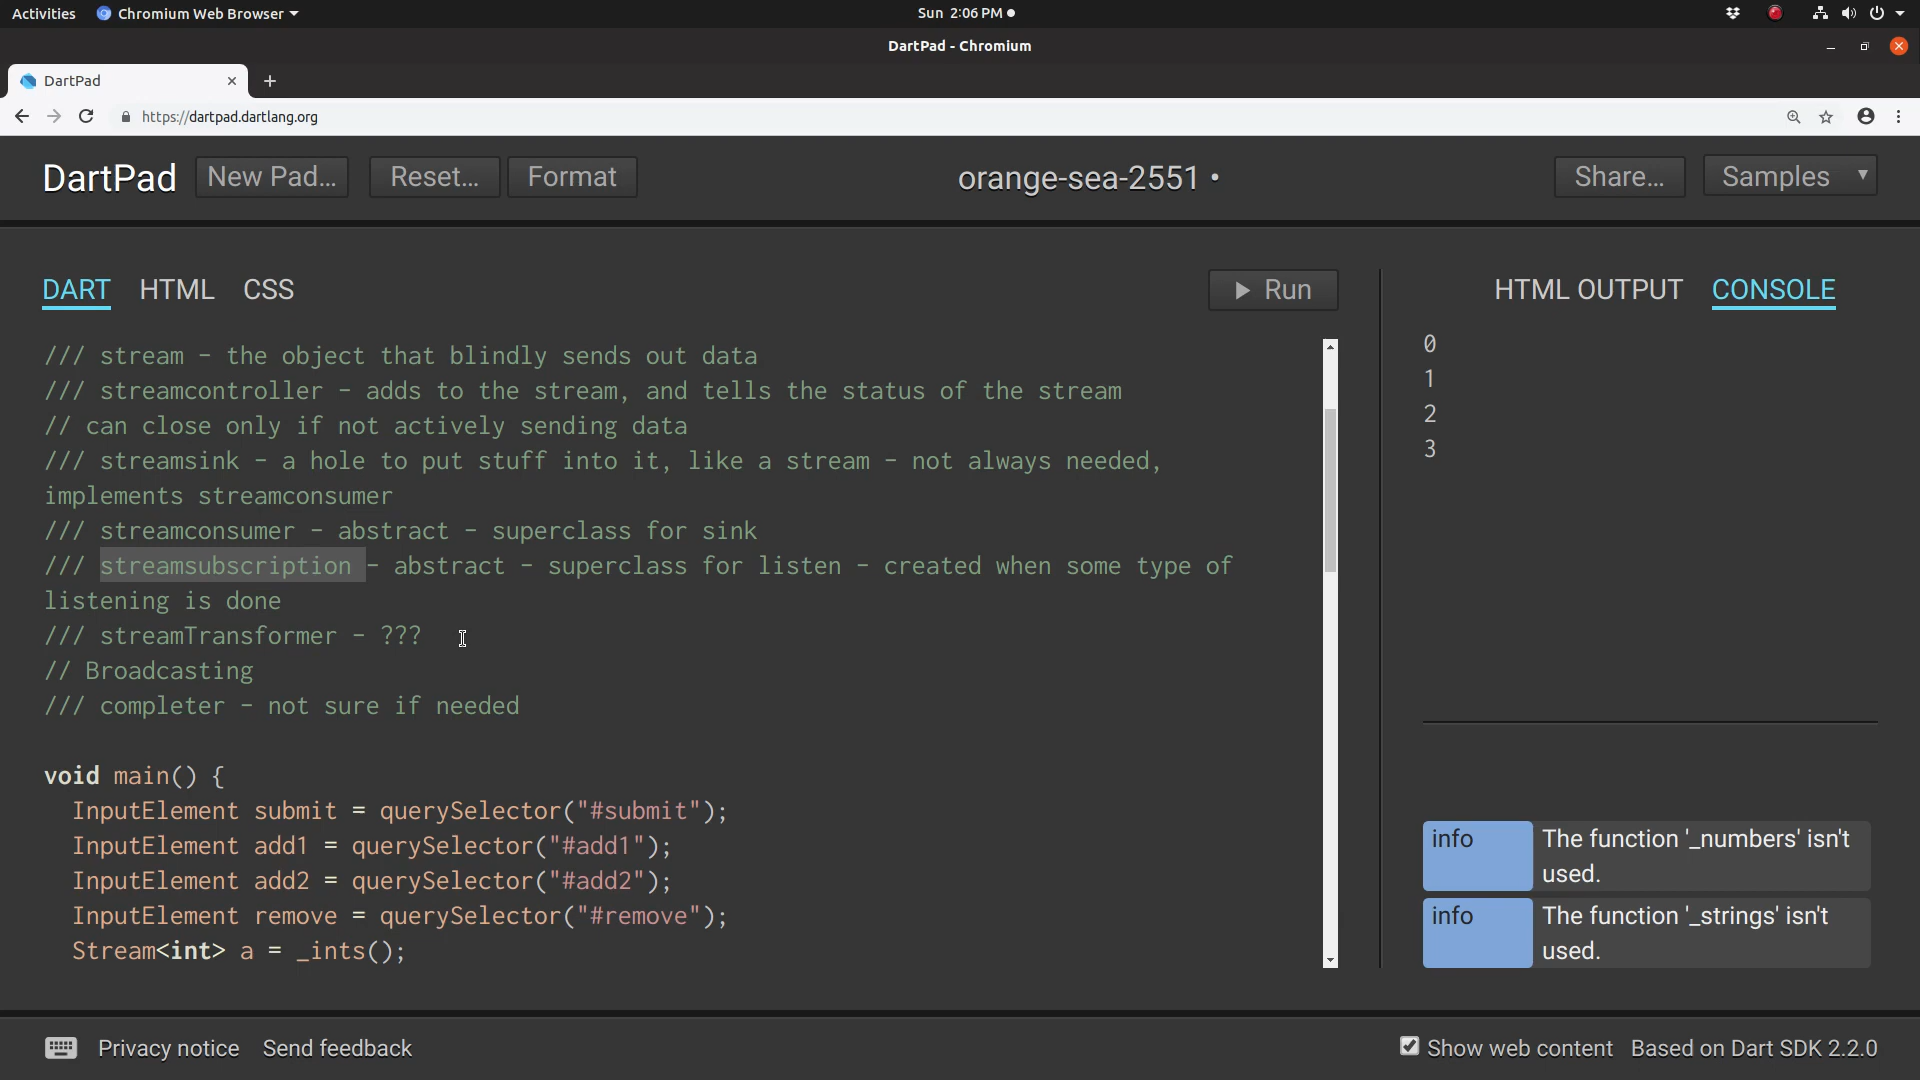 Activities Chromium Web Browser Sun 2:06 PM
DartPad - Chromium
DartPad
https://dartpad.dartlang.org
DartPad New Pad... Reset... Format orange-sea-2551 • Share... Samples
DART HTML CSS Run HTML OUTPUT CONSOLE
/// stream - the object that blindly sends out data
/// streamcontroller - adds to the stream, and tells the status of the stream
// can close only if not actively sending data
/// streamsink - a hole to put stuff into it, like a stream - not always needed,
implements streamconsumer
/// streamconsumer - abstract - superclass for sink
/// streamsubscription - abstract - superclass for listen - created when some type of
listening is done
/// streamTransformer - ???
// Broadcasting
/// completer - not sure if needed
void main() {
InputElement submit = querySelector("#submit");
InputElement add1 = querySelector("#add1");
InputElement add2 = querySelector("#add2");
InputElement remove = querySelector("#remove");
Stream<int> a = _ints();
0
1
2
3
info The function '_numbers' isn't
used.
info The function '_strings' isn't
used.
Privacy notice Send feedback Show web content Based on Dart SDK 2.2.0